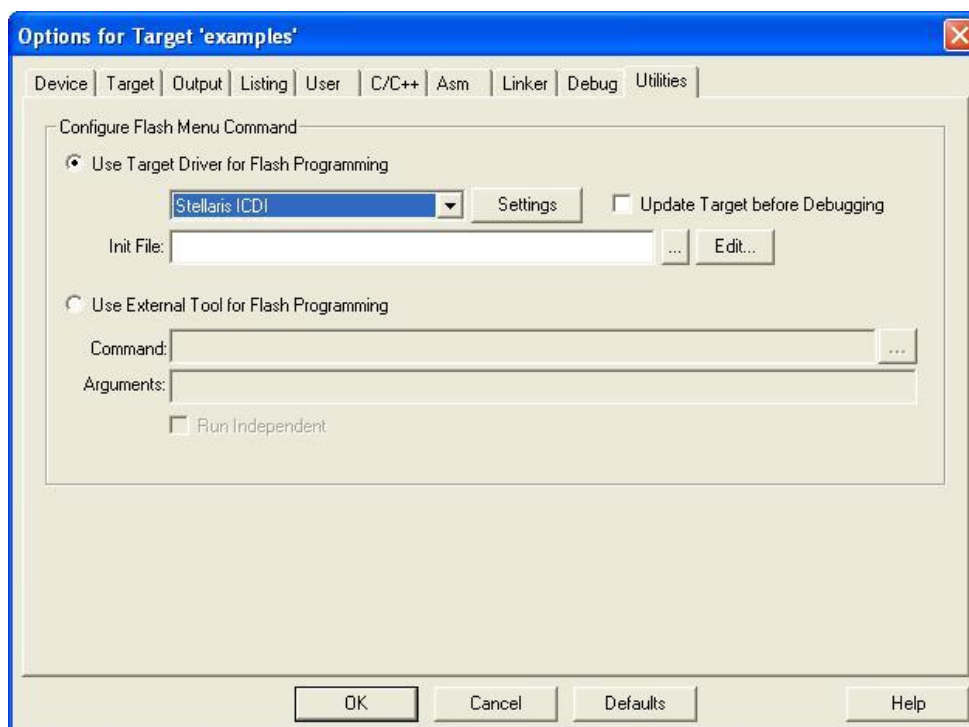 Options for Target 'examples'
Device Target Output Listing User C/C++ Asm Linker Debug Utilities
Configure Flash Menu Command
Use Target Driver for Flash Programming
Stellaris ICDI Settings Update Target before Debugging
Init File: ... Edit...
Use External Tool for Flash Programming
Command: ...
Arguments:
Run Independent
OK Cancel Defaults Help